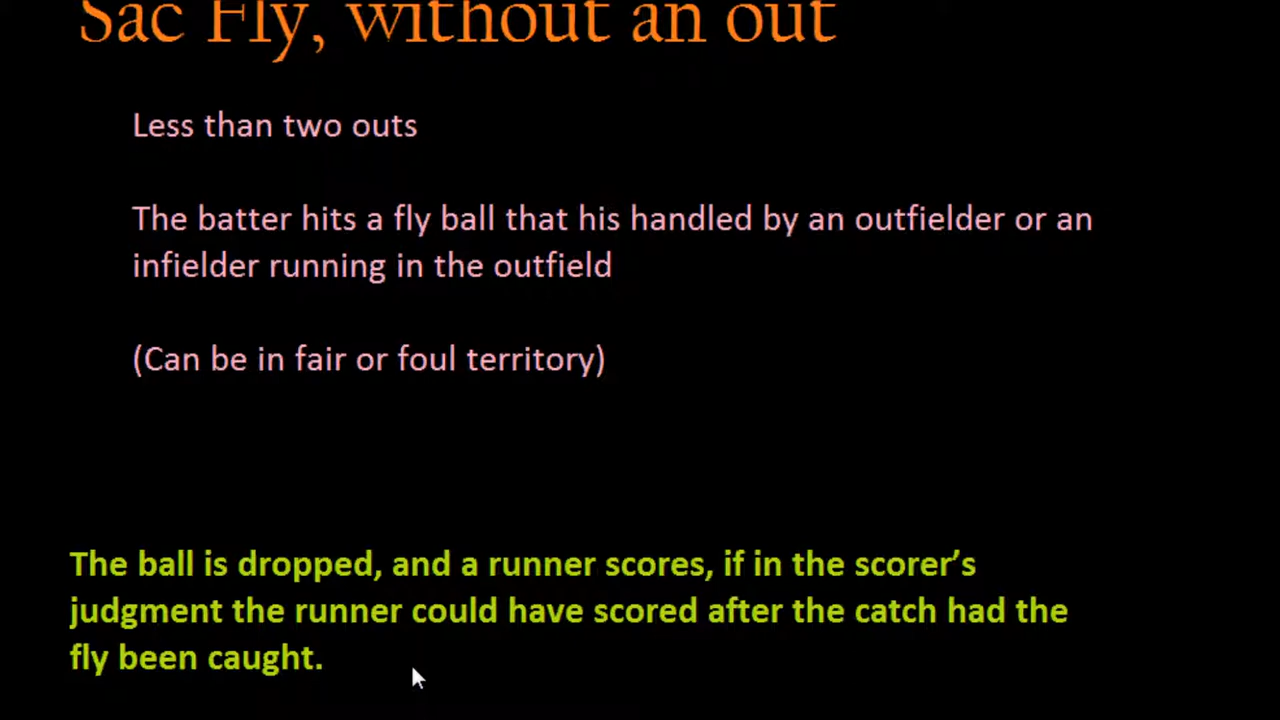 Sac Fly, without an out
Less than two outs
The batter hits a fly ball that his handled by an outfielder or an
infielder running in the outfield
(Can be in fair or foul territory)
The ball is dropped, and a runner scores, if in the scorer’s
judgment the runner could have scored after the catch had the
fly been caught.